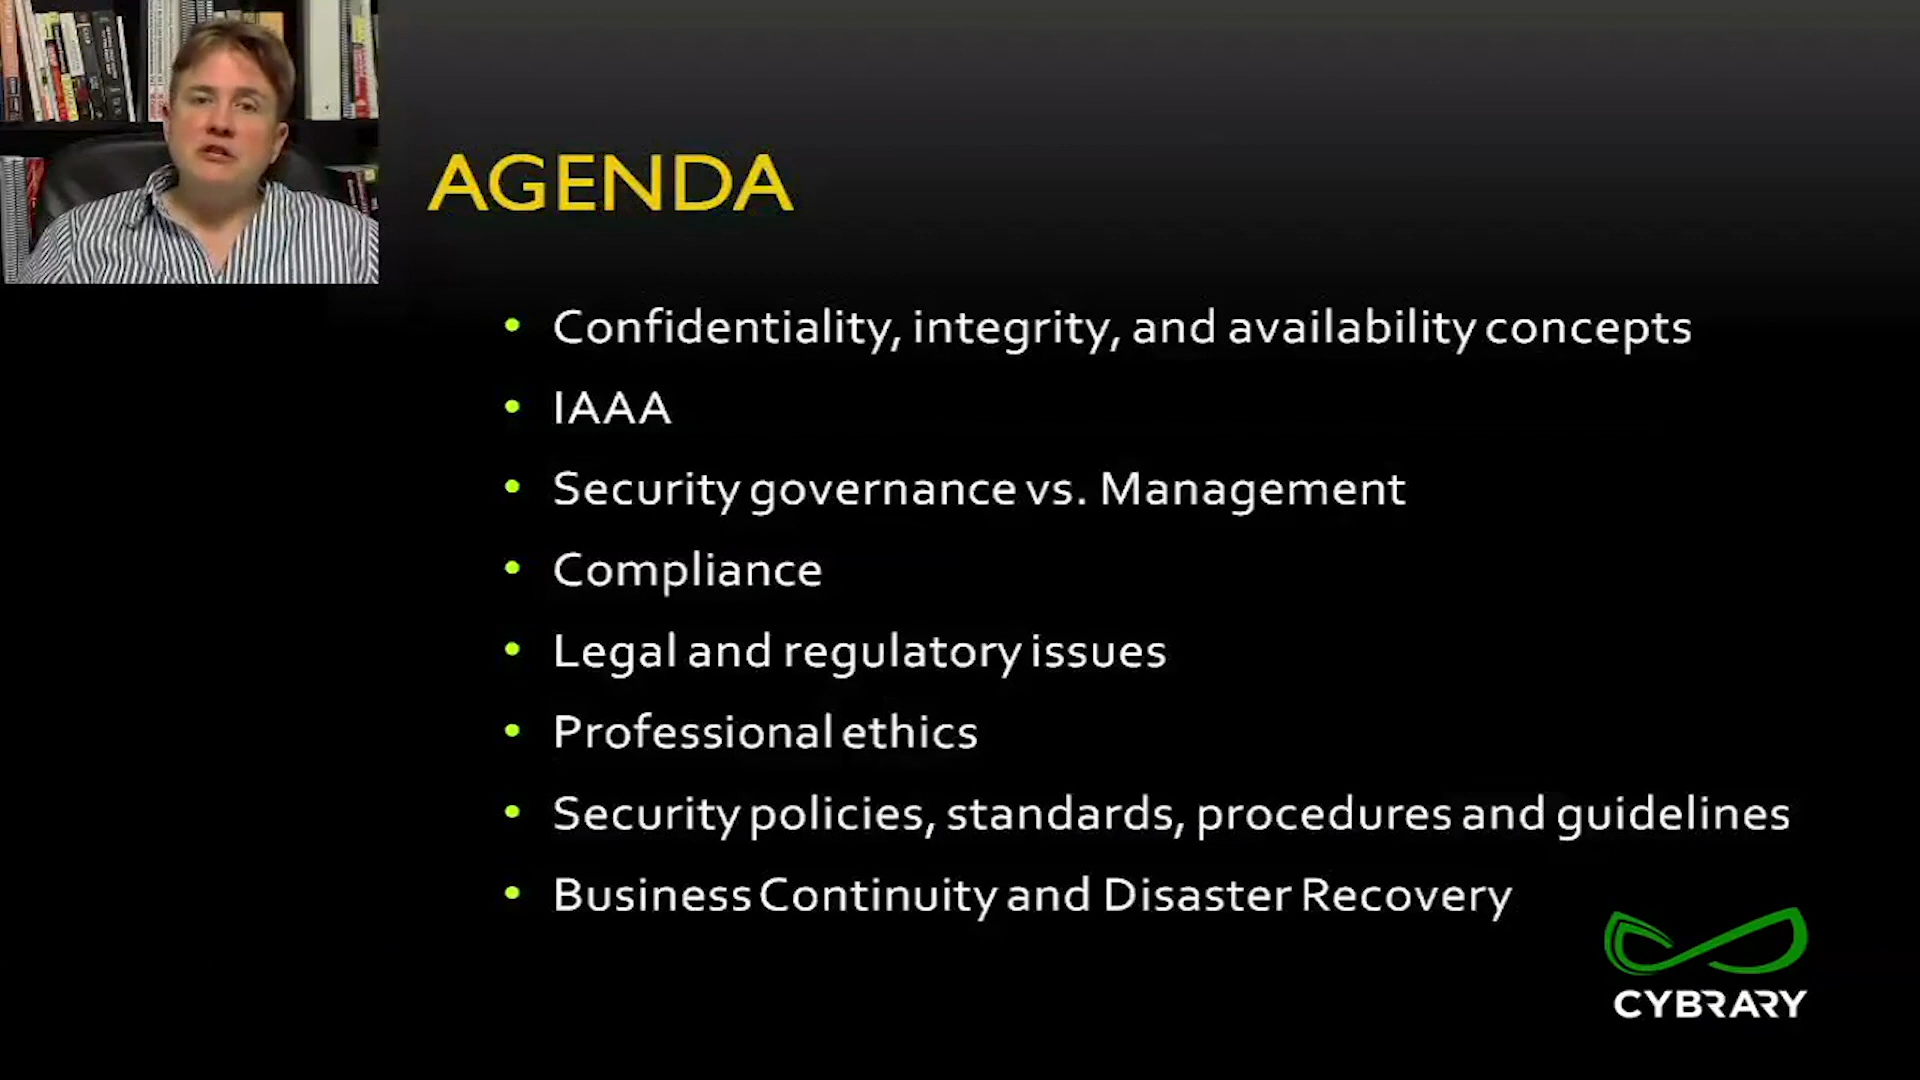 AGENDA
Confidentiality, integrity, and availability concepts
IAAA
Security governance vs. Management
Compliance
Legal and regulatory issues
Professional ethics
Security policies, standards, procedures and guidelines
Business Continuity and Disaster Recovery
CYBRARY